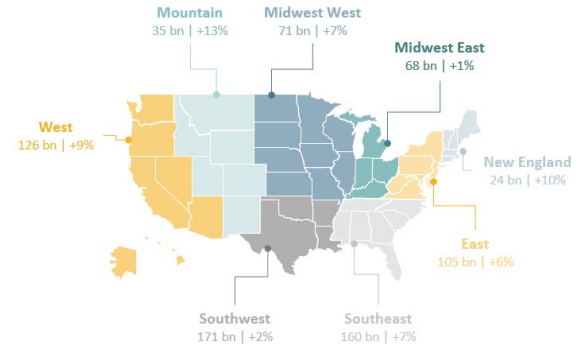 Mountain
35 bn | +13%
Midwest West
71 bn | +7%
Midwest East
68 bn | +1%
West
126 bn | +9%
New England
24 bn | +10%
East
105 bn | +6%
Southwest
171 bn | +2%
Southeast
160 bn | +7%